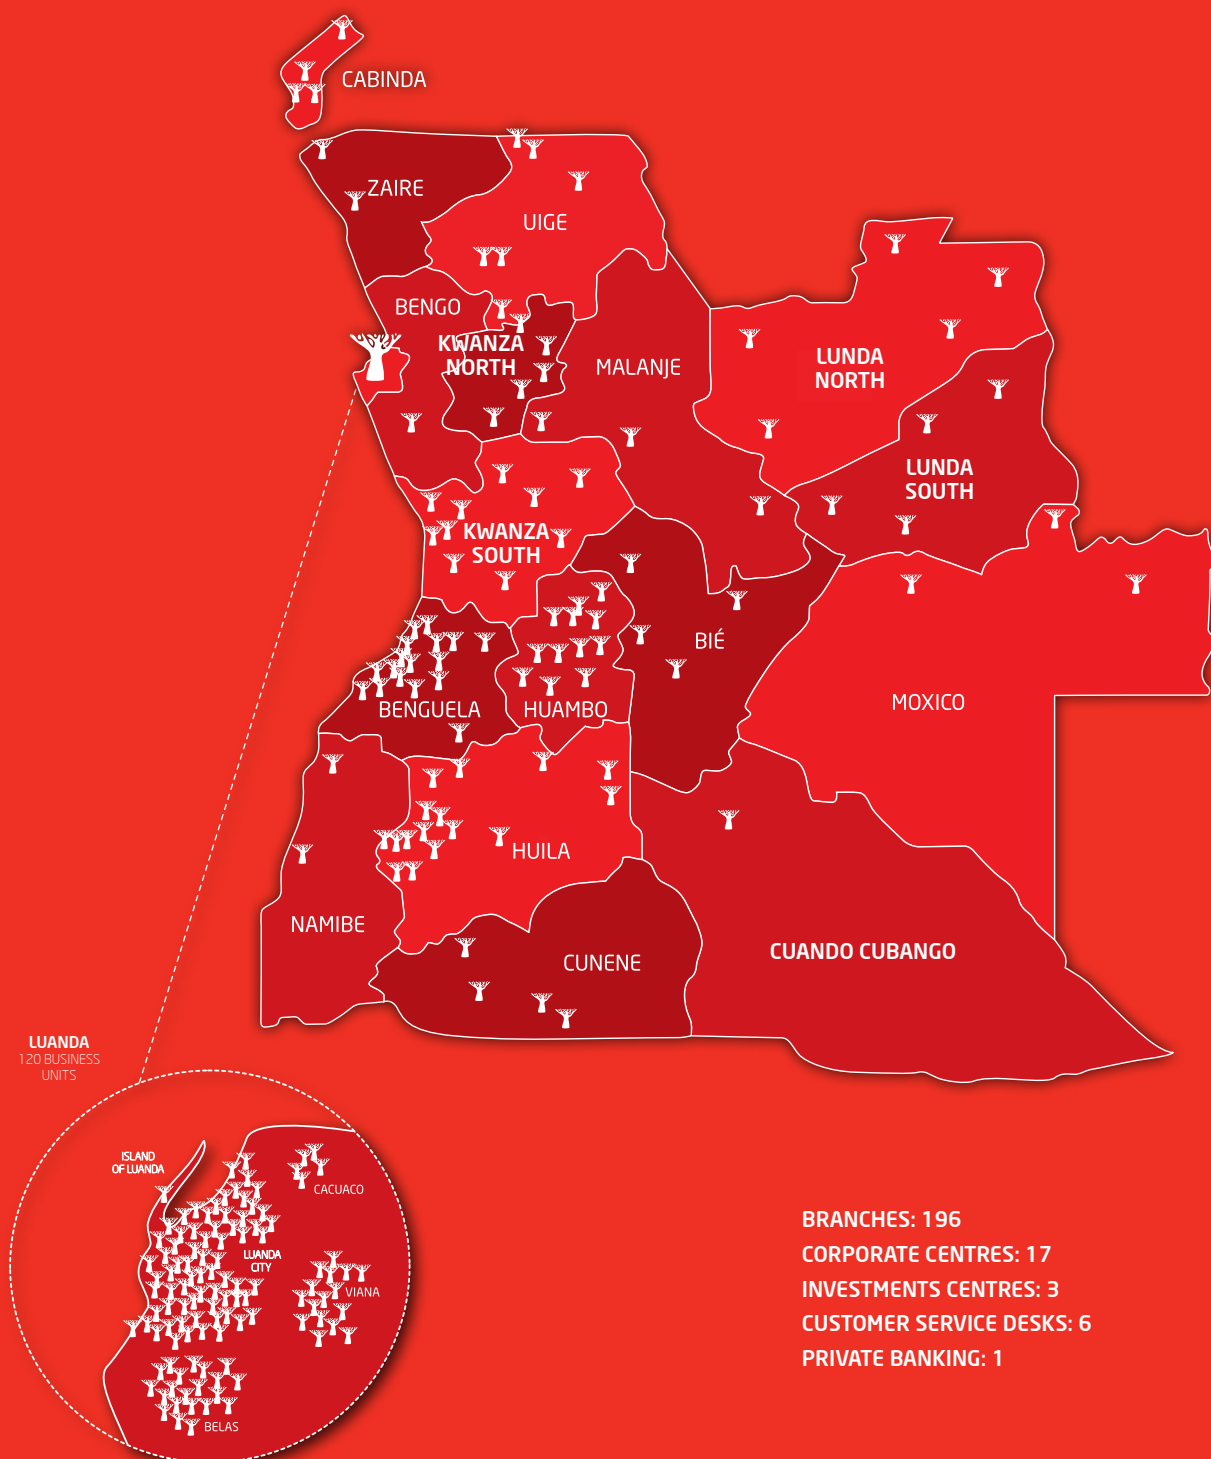 CABINDA
ZAIRE
UIGE
BENGO
KWANZA
NORTH
MALANJE
LUNDA
NORTH
LUNDA
SOUTH
KWANZA
SOUTH
BIÉ
MOXICO
BENGUELA
HUAMBO
HUILA
NAMIBE
CUNENE
CUANDO CUBANGO
LUANDA
120 BUSINESS
UNITS
ISLAND
OF LUANDA
CACUACO
LUANDA
CITY
VIANA
BELAS
BRANCHES: 196
CORPORATE CENTRES: 17
INVESTMENTS CENTRES: 3
CUSTOMER SERVICE DESKS: 6
PRIVATE BANKING: 1